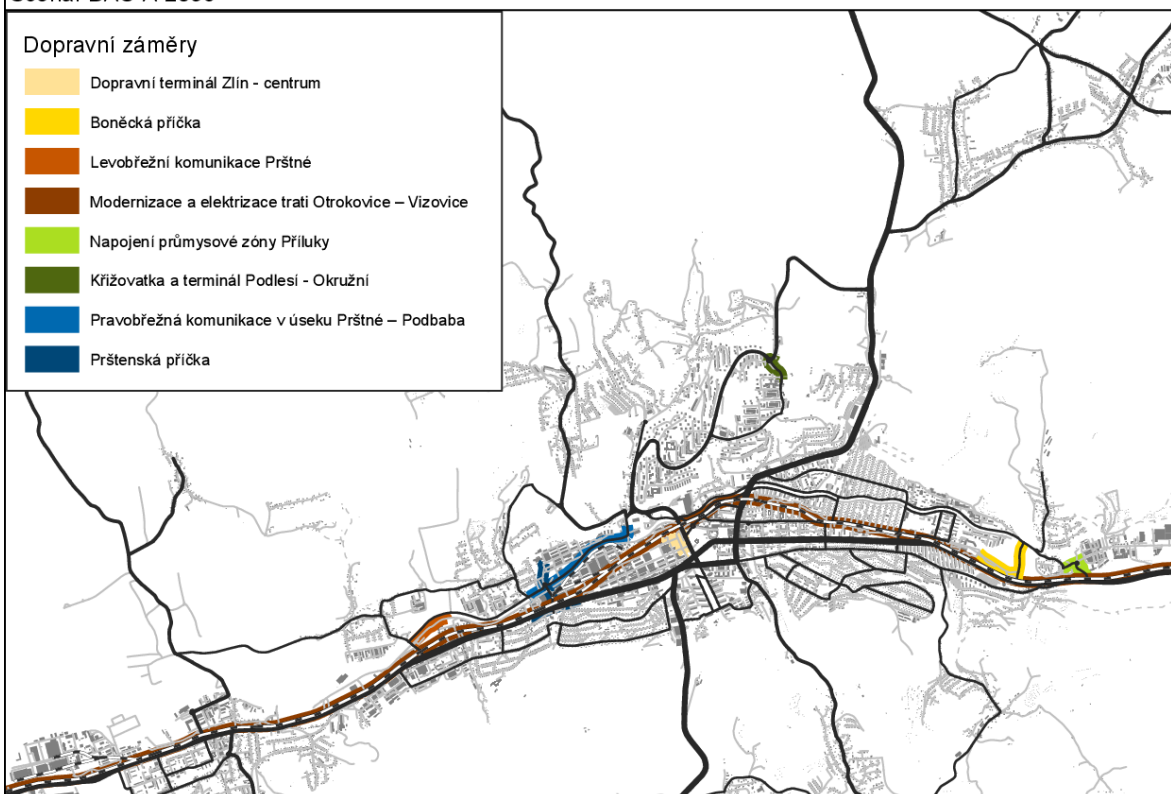 Dopravní záměry
Dopravní terminál Zlín - centrum
Boněcká příčka
Levobřežní komunikace Prštné
Modernizace a elektrizace trati Otrokovice – Vizovice
Napojení průmysové zóny Příluky
Křižovatka a terminál Podlesí - Okružní
Pravobřežná komunikace v úseku Prštné – Podbaba
Prštenská příčka